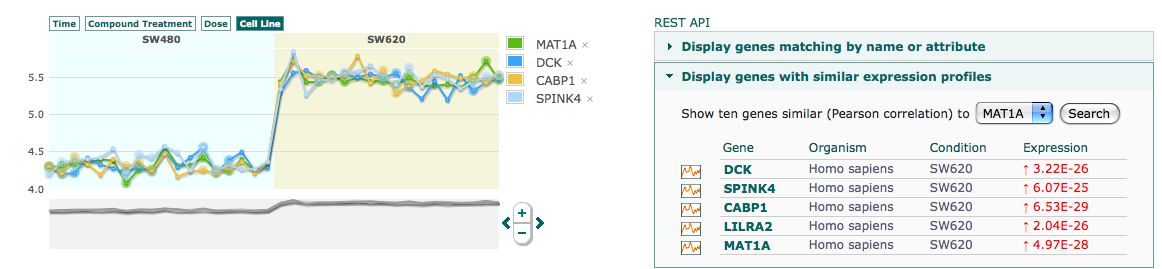 Time Compound Treatment Dose Cell Line
SW480 SW620
MAT1A ×
DCK ×
CABP1 ×
SPINK4 ×
5.5
5.0
4.5
4.0
+
−
REST API
Display genes matching by name or attribute
Display genes with similar expression profiles
Show ten genes similar (Pearson correlation) to MAT1A Search
Gene Organism Condition Expression
DCK Homo sapiens SW620 ↑ 3.22E-26
SPINK4 Homo sapiens SW620 ↑ 6.07E-25
CABP1 Homo sapiens SW620 ↑ 6.53E-29
LILRA2 Homo sapiens SW620 ↑ 2.04E-26
MAT1A Homo sapiens SW620 ↑ 4.97E-28